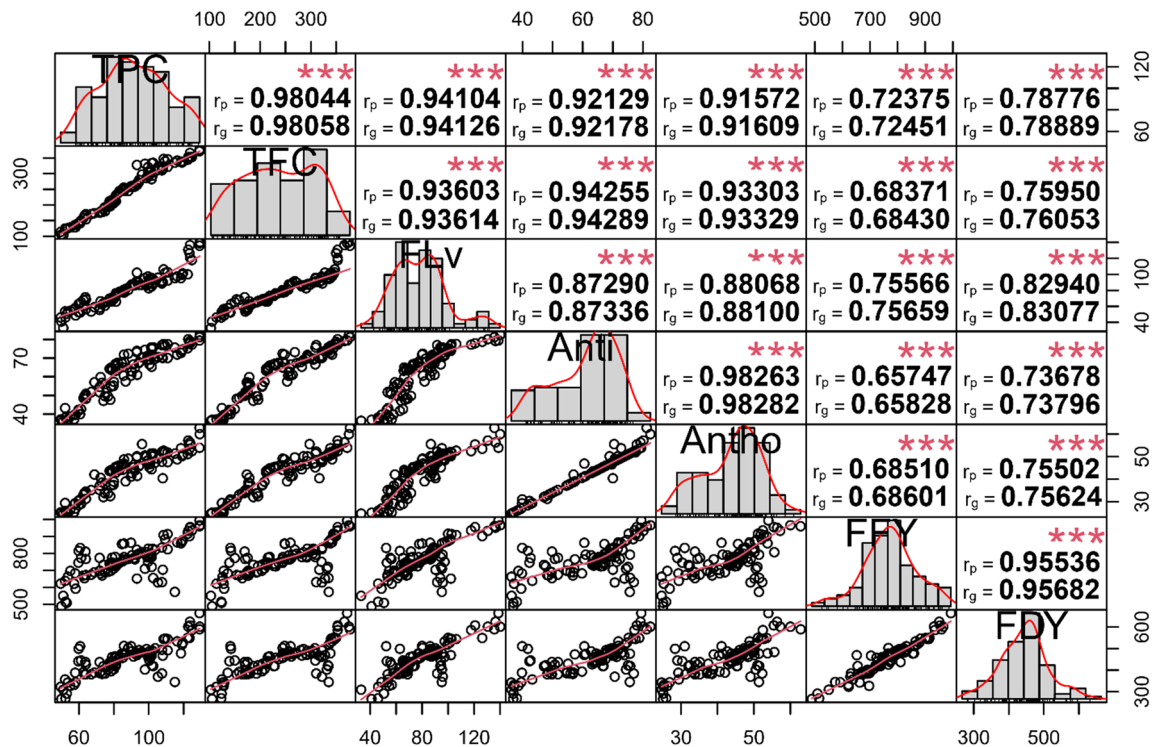 100 200 300 40 60 80 500 700 900
TPC *** *** *** *** *** *** 120
rp = 0.98044 rp = 0.94104 rp = 0.92129 rp = 0.91572 rp = 0.72375 rp = 0.78776
rg = 0.98058 rg = 0.94126 rg = 0.92178 rg = 0.91609 rg = 0.72451 rg = 0.78889 60
300 TFC *** *** *** *** ***
rp = 0.93603 rp = 0.94255 rp = 0.93303 rp = 0.68371 rp = 0.75950
100 rg = 0.93614 rg = 0.94289 rg = 0.93329 rg = 0.68430 rg = 0.76053
FLv *** *** *** *** 100
rp = 0.87290 rp = 0.88068 rp = 0.75566 rp = 0.82940
rg = 0.87336 rg = 0.88100 rg = 0.75659 rg = 0.83077 40
70 Anti *** *** ***
rp = 0.98263 rp = 0.65747 rp = 0.73678
40 rg = 0.98282 rg = 0.65828 rg = 0.73796
Antho *** *** 50
rp = 0.68510 rp = 0.75502
rg = 0.68601 rg = 0.75624 30
800 FFY ***
rp = 0.95536
500 rg = 0.95682
FDY 600
300
60 100 40 80 120 30 50 300 500